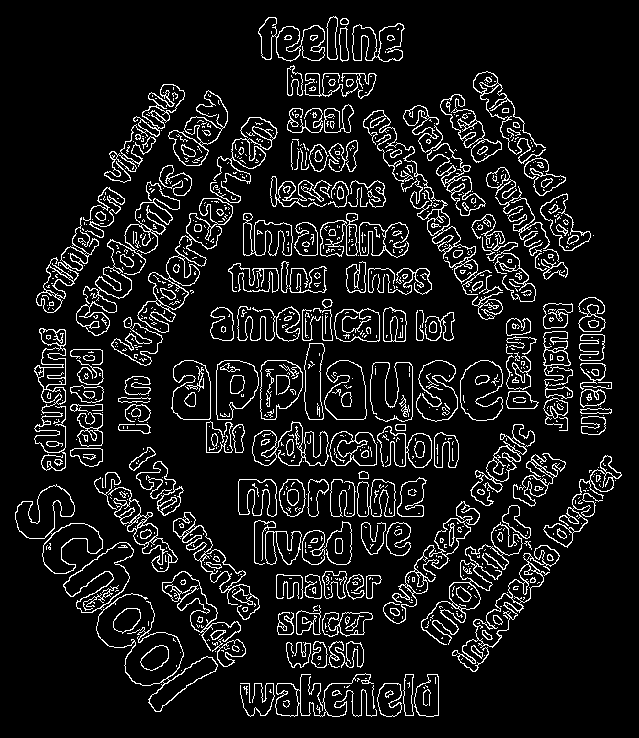 feeling
happy
seat
host
lessons
imagine
tuning times
american lot
applause
bit education
morning
lived ve
matter
spicer
wasn
wakefield
arlington virginia
students day
kindergarten
adjusting
decided
join
expected bed
send summer
starting asleep
understandable
ahead
laughter
complain
12th america
seniors grade
school
overseas picnic
mother talk
indonesia buster